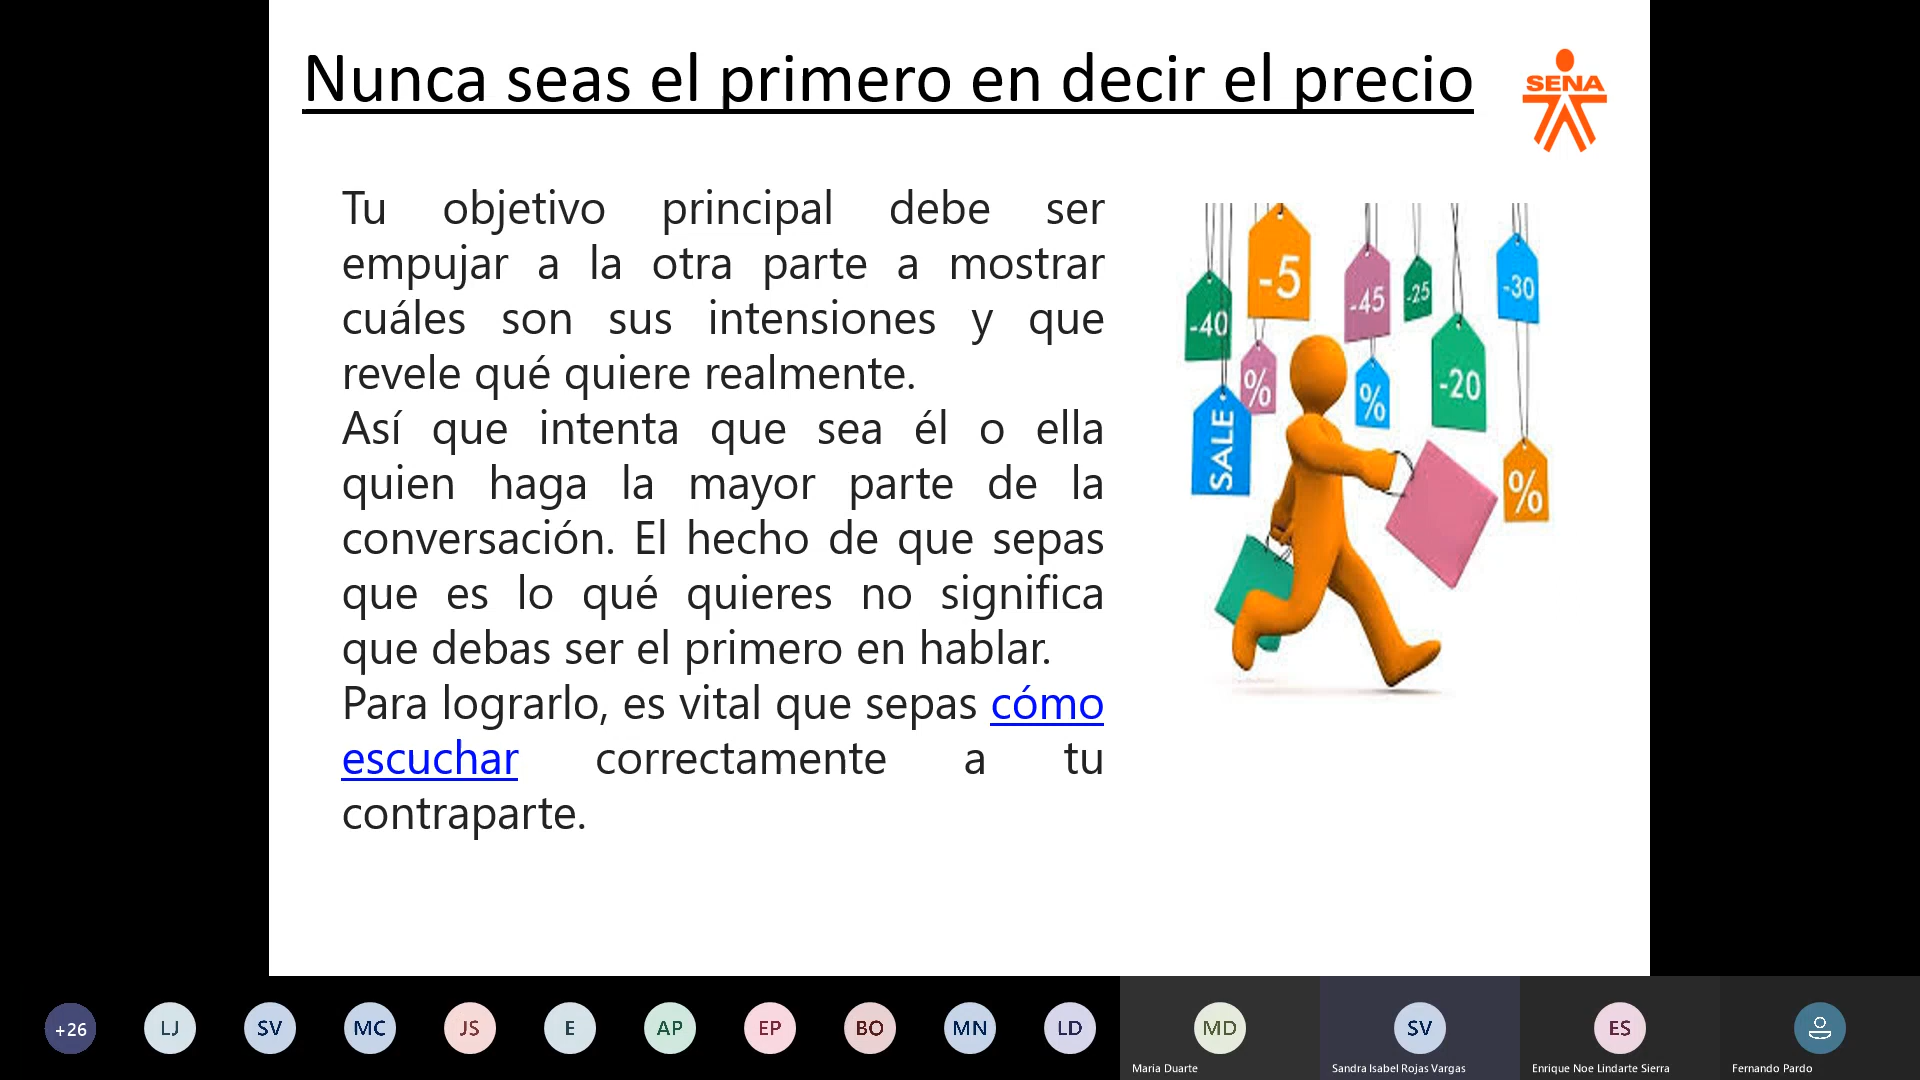 Nunca seas el primero en decir el precio
SENA
Tu objetivo principal debe ser
empujar a la otra parte a mostrar
cuáles son sus intensiones y que
revele qué quiere realmente.
Así que intenta que sea él o ella
quien haga la mayor parte de la
conversación. El hecho de que sepas
que es lo qué quieres no significa
que debas ser el primero en hablar.
Para lograrlo, es vital que sepas cómo
escuchar correctamente a tu
contraparte.
-5
-45
-25
-30
-40
%
%
-20
SALE
%
+26
LJ
SV
MC
JS
E
AP
EP
BO
MN
LD
MD
SV
ES
Maria Duarte
Sandra Isabel Rojas Vargas
Enrique Noe Lindarte Sierra
Fernando Pardo